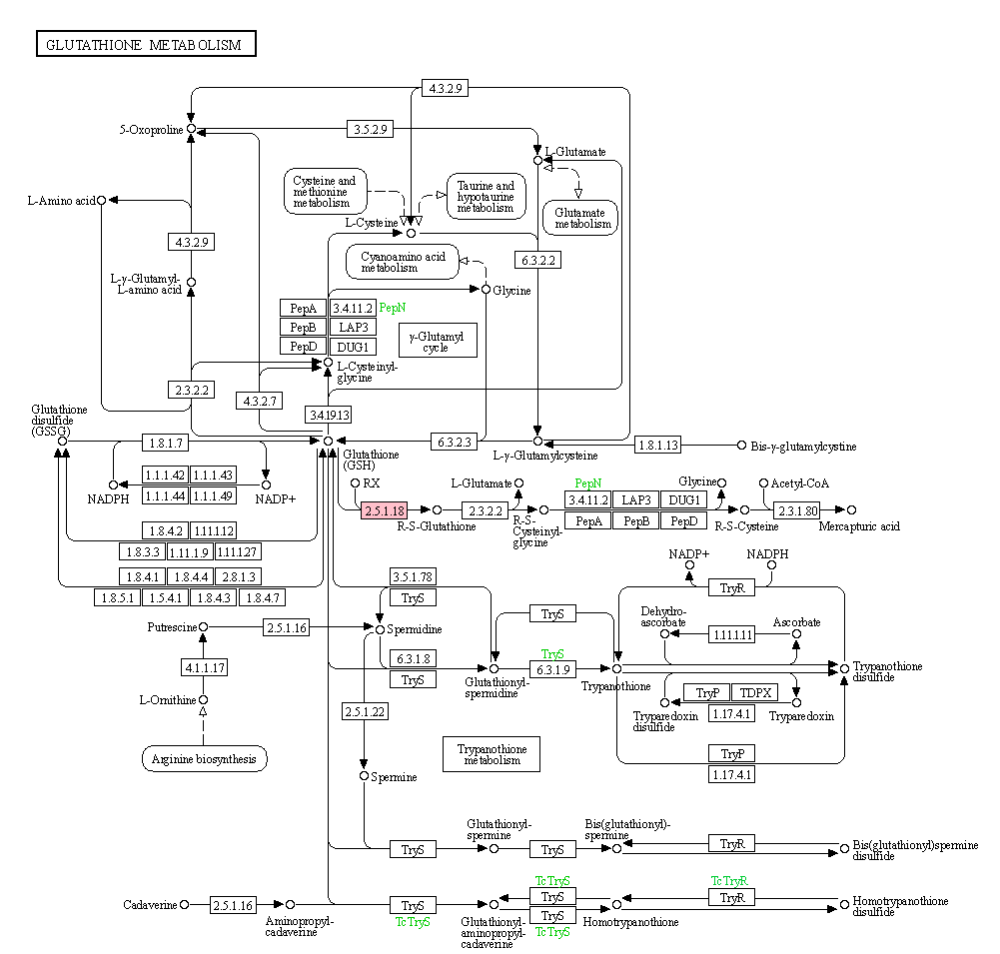 GLUTATHIONE METABOLISM
4.3.2.9
5-Oxoproline
3.5.2.9
L-Glutamate
Cysteine and
methionine
metabolism
Taurine and
hypotaurine
metabolism
L-Amino acid
Glutamate
metabolism
L-Cysteine
4.3.2.9
6.3.2.2
Cyanoamino acid
metabolism
L-γ-Glutamyl-
L-amino acid
Glycine
PepA
3.4.11.2
PepN
PepB
LAP3
γ-Glutamyl
cycle
PepD
DUG1
L-Cysteinyl-
glycine
2.3.2.2
4.3.2.7
3.4.19.13
Glutathione
disulfide
(GSSG)
1.8.1.7
6.3.2.3
1.8.1.13
Bis-γ-glutamylcystine
Glutathione
(GSH)
L-γ-Glutamylcysteine
1.1.1.42
1.1.1.43
NADPH
1.1.1.44
1.1.1.49
NADP+
RX
L-Glutamate
PepN
Glycine
Acetyl-CoA
3.4.11.2
LAP3
DUG1
2.5.1.18
R-S-Glutathione
2.3.2.2
R-S-
Cysteinyl-
glycine
PepA
PepB
PepD
R-S-Cysteine
2.3.1.80
Mercapturic acid
1.8.4.2
1.11.1.12
1.8.3.3
1.11.1.9
1.11.1.27
1.8.4.1
1.8.4.4
2.8.1.3
1.8.5.1
1.5.4.1
1.8.4.3
1.8.4.7
3.5.1.78
TryS
NADP+
NADPH
TryR
TryS
Dehydro-
ascorbate
Ascorbate
1.11.1.11
Putrescine
2.5.1.16
Spermidine
4.1.1.17
6.3.1.8
TryS
TryS
6.3.1.9
Glutathionyl-
spermidine
Trypanothione
Trypanothione
disulfide
L-Ornithine
2.5.1.22
TryP
TDPX
1.17.4.1
Tryparedoxin
disulfide
Tryparedoxin
Arginine biosynthesis
Trypanothione
metabolism
TryP
1.17.4.1
Spermine
Glutathionyl-
spermine
Bis(glutathionyl)-
spermine
TryS
TryS
TryR
Bis(glutathionyl)spermine
disulfide
TcTryS
TcTryR
Cadaverine
2.5.1.16
Aminopropyl-
cadaverine
TryS
TcTryS
Glutathionyl-
aminopropyl-
cadaverine
TryS
TryS
TcTryS
Homotrypanothione
TryR
Homotrypanothione
disulfide